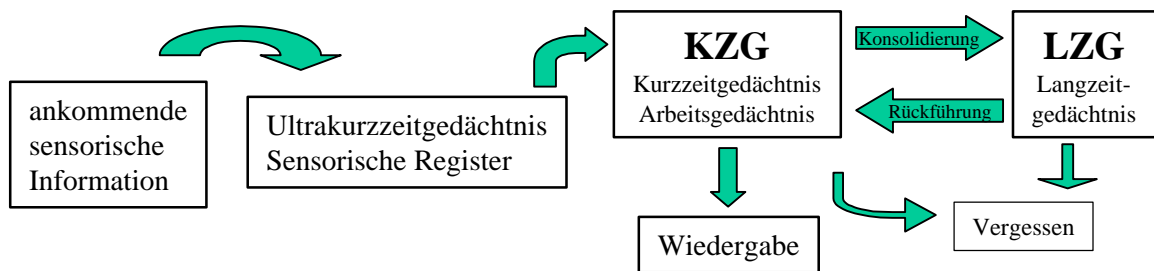 ankommende
sensorische
Information
Ultrakurzzeitgedächtnis
Sensorische Register
KZG
Kurzzeitgedächtnis
Arbeitsgedächtnis
Konsolidierung
Rückführung
LZG
Langzeit-
gedächtnis
Wiedergabe
Vergessen